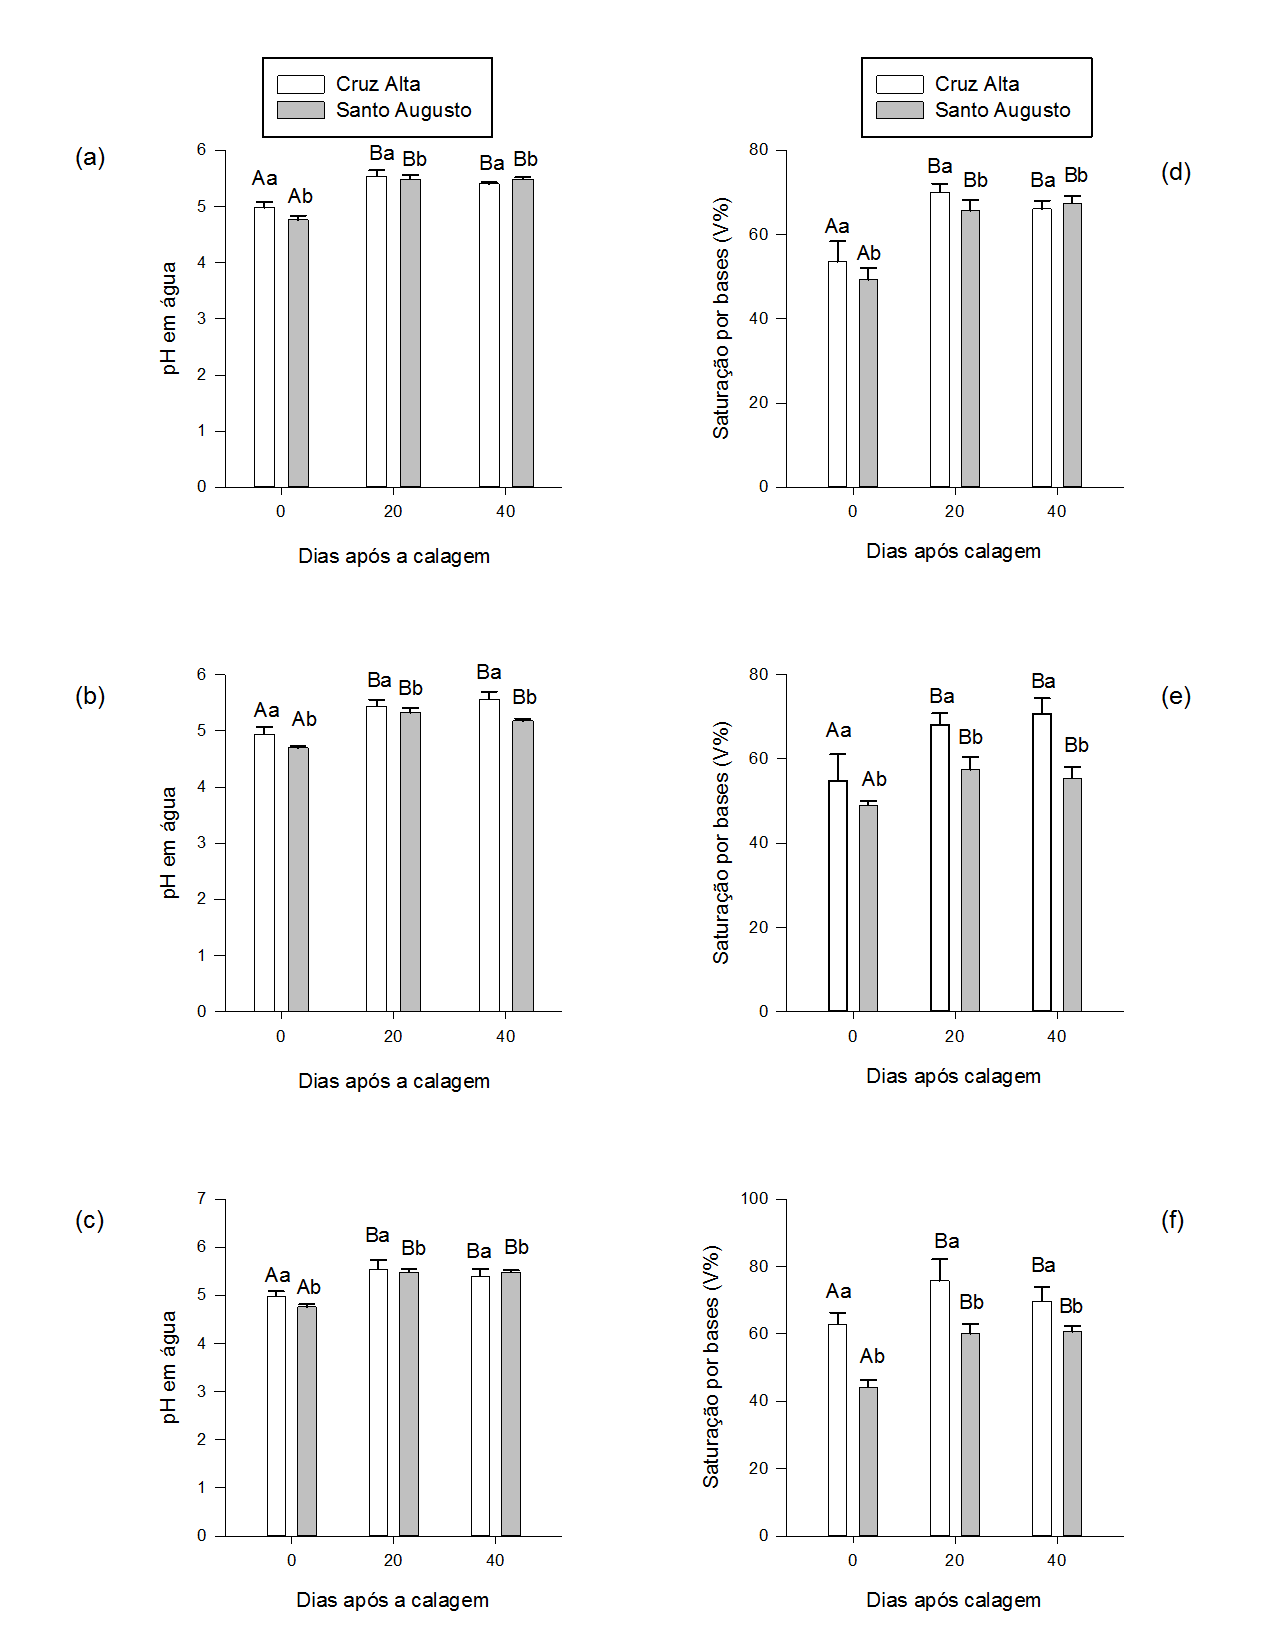 Cruz Alta
Santo Augusto
(a)
6
5
4
3
2
1
0
pH em água
Aa
Ab
Ba
Bb
Ba
Bb
0
20
40
Dias após a calagem
Cruz Alta
Santo Augusto
(d)
80
60
40
20
0
Saturação por bases (V%)
Aa
Ab
Ba
Bb
Ba
Bb
0
20
40
Dias após calagem
(b)
6
5
4
3
2
1
0
pH em água
Aa
Ab
Ba
Bb
Ba
Bb
0
20
40
Dias após a calagem
(e)
80
60
40
20
0
Saturação por bases (V%)
Aa
Ab
Ba
Bb
Ba
Bb
0
20
40
Dias após calagem
(c)
7
6
5
4
3
2
1
0
pH em água
Aa
Ab
Ba
Bb
Ba
Bb
0
20
40
Dias após a calagem
(f)
100
80
60
40
20
0
Saturação por bases (V%)
Aa
Ab
Ba
Bb
Ba
Bb
0
20
40
Dias após calagem